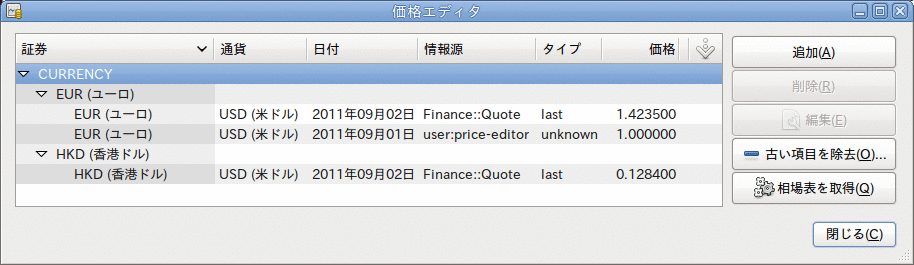 価格エディタ
証券 通貨 日付 情報源 タイプ 価格
CURRENCY
EUR (ユーロ)
EUR (ユーロ) USD (米ドル) 2011年09月02日 Finance::Quote last 1.423500
EUR (ユーロ) USD (米ドル) 2011年09月01日 user:price-editor unknown 1.000000
HKD (香港ドル)
HKD (香港ドル) USD (米ドル) 2011年09月02日 Finance::Quote last 0.128400
追加(A)
削除(R)
編集(E)
古い項目を除去(O)...
相場表を取得(Q)
閉じる(C)